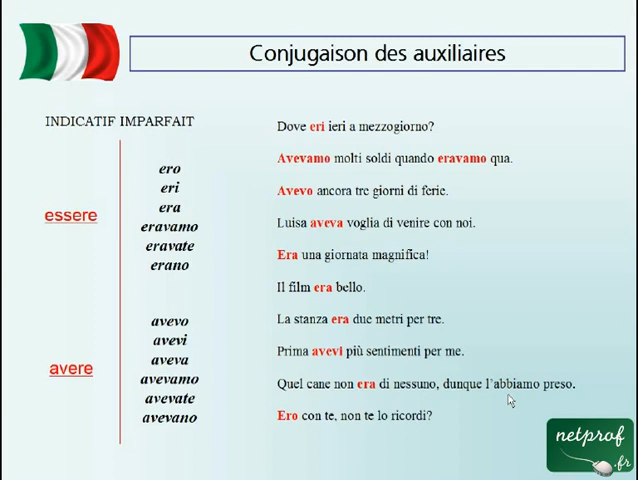 Conjugaison des auxiliaires
INDICATIF IMPARFAIT
essere
ero
eri
era
eravamo
eravate
erano
avere
avevo
avevi
aveva
avevamo
avevate
avevano
Dove eri ieri a mezzogiorno?
Avevamo molti soldi quando eravamo qua.
Avevo ancora tre giorni di ferie.
Luisa aveva voglia di venire con noi.
Era una giornata magnifica!
Il film era bello.
La stanza era due metri per tre.
Prima avevi più sentimenti per me.
Quel cane non era di nessuno, dunque l'abbiamo preso.
Ero con te, non te lo ricordi?
netprof
.fr